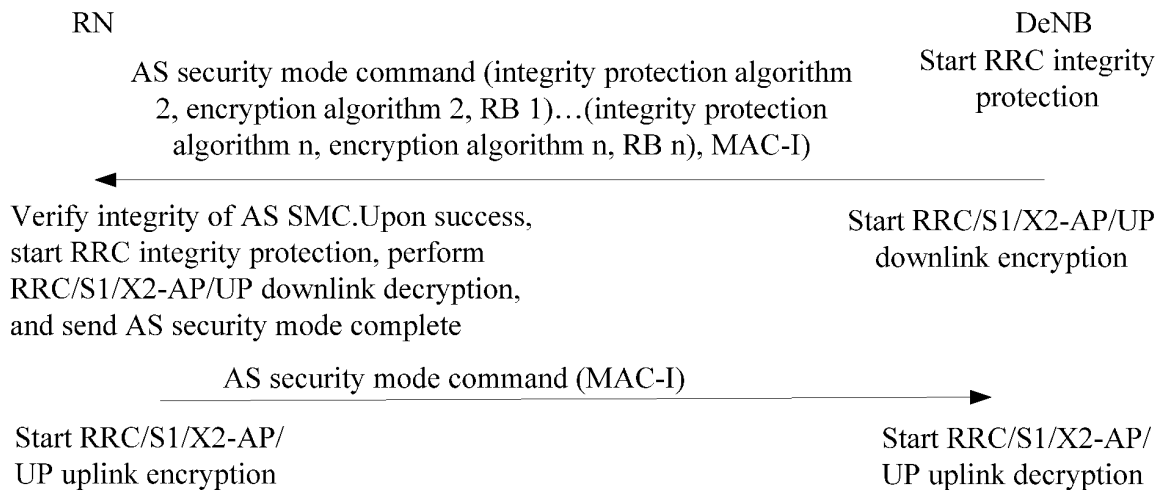 RN
DeNB
Start RRC integrity
protection
AS security mode command (integrity protection algorithm
2, encryption algorithm 2, RB 1)…(integrity protection
algorithm n, encryption algorithm n, RB n), MAC-I)
Verify integrity of AS SMC.Upon success,
start RRC integrity protection, perform
RRC/S1/X2-AP/UP downlink decryption,
and send AS security mode complete
Start RRC/S1/X2-AP/UP
downlink encryption
AS security mode command (MAC-I)
Start RRC/S1/X2-AP/
UP uplink encryption
Start RRC/S1/X2-AP/
UP uplink decryption